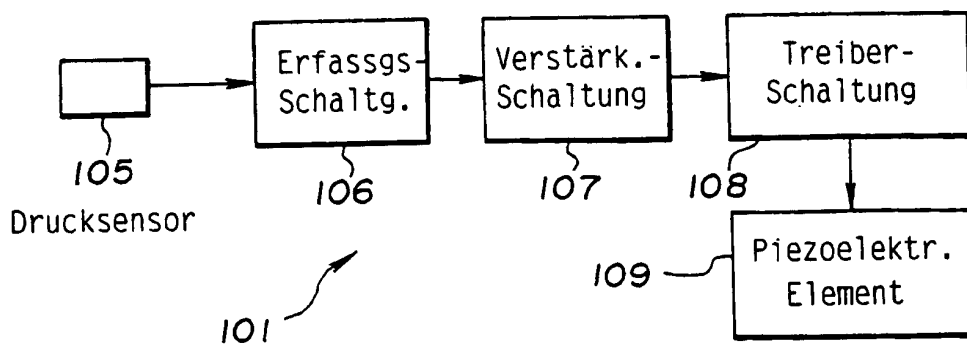 Erfassgs-
Schaltg.
Verstärk.-
Schaltung
Treiber-
Schaltung
105
106
107
108
Drucksensor
109
Piezoelektr.
Element
101